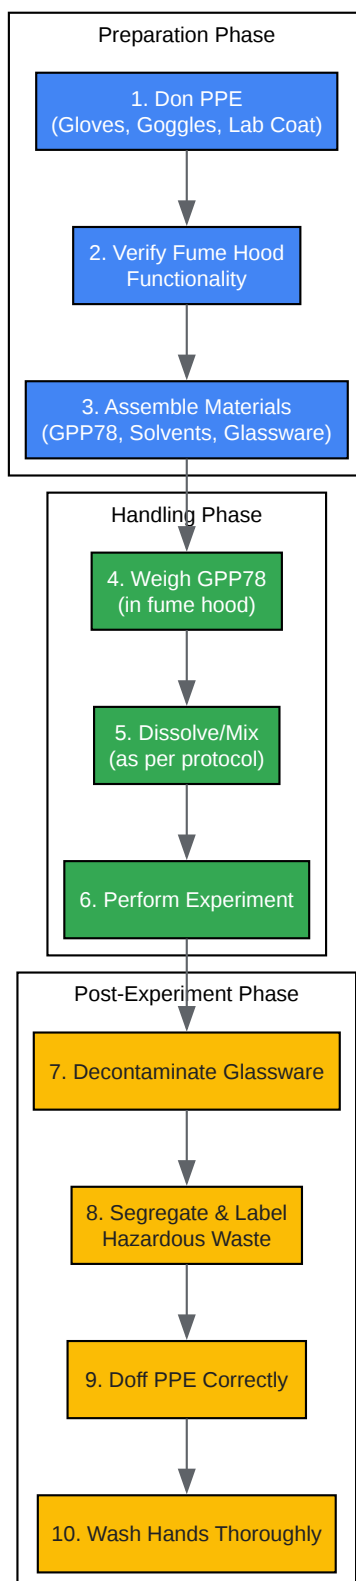 Preparation Phase
1. Don PPE
(Gloves, Goggles, Lab Coat)
2. Verify Fume Hood
Functionality
3. Assemble Materials
(GPP78, Solvents, Glassware)
Handling Phase
4. Weigh GPP78
(in fume hood)
5. Dissolve/Mix
(as per protocol)
6. Perform Experiment
Post-Experiment Phase
7. Decontaminate Glassware
8. Segregate & Label
Hazardous Waste
9. Doff PPE Correctly
10. Wash Hands Thoroughly